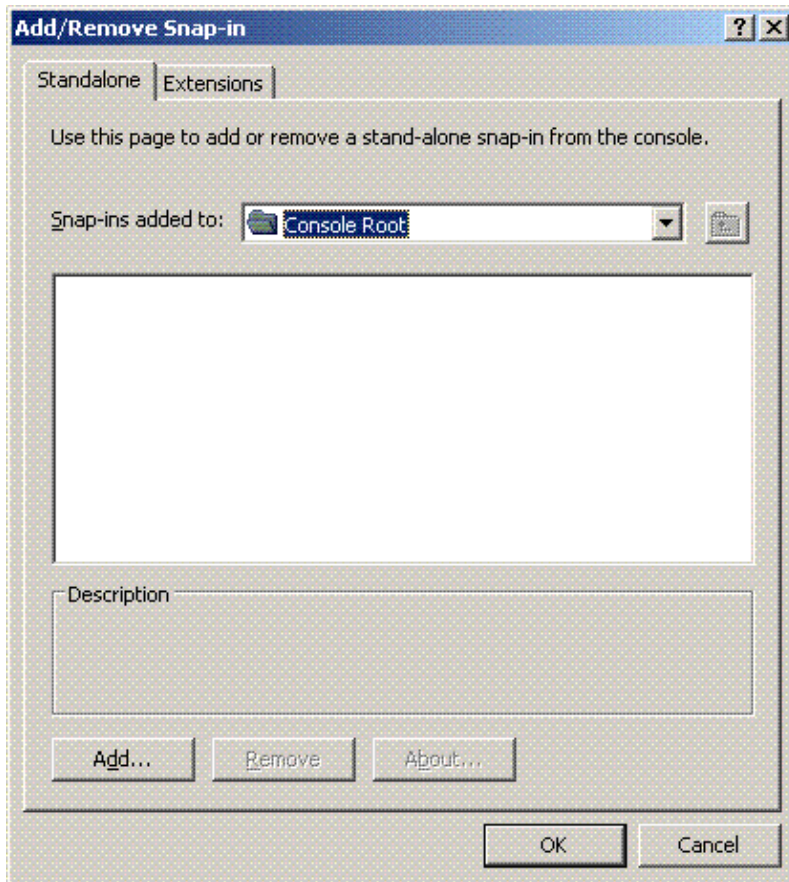 Add/Remove Snap-in
Standalone
Extensions
Use this page to add or remove a stand-alone snap-in from the console.
Snap-ins added to:
Console Root
Description
Add...
Remove
About...
OK
Cancel